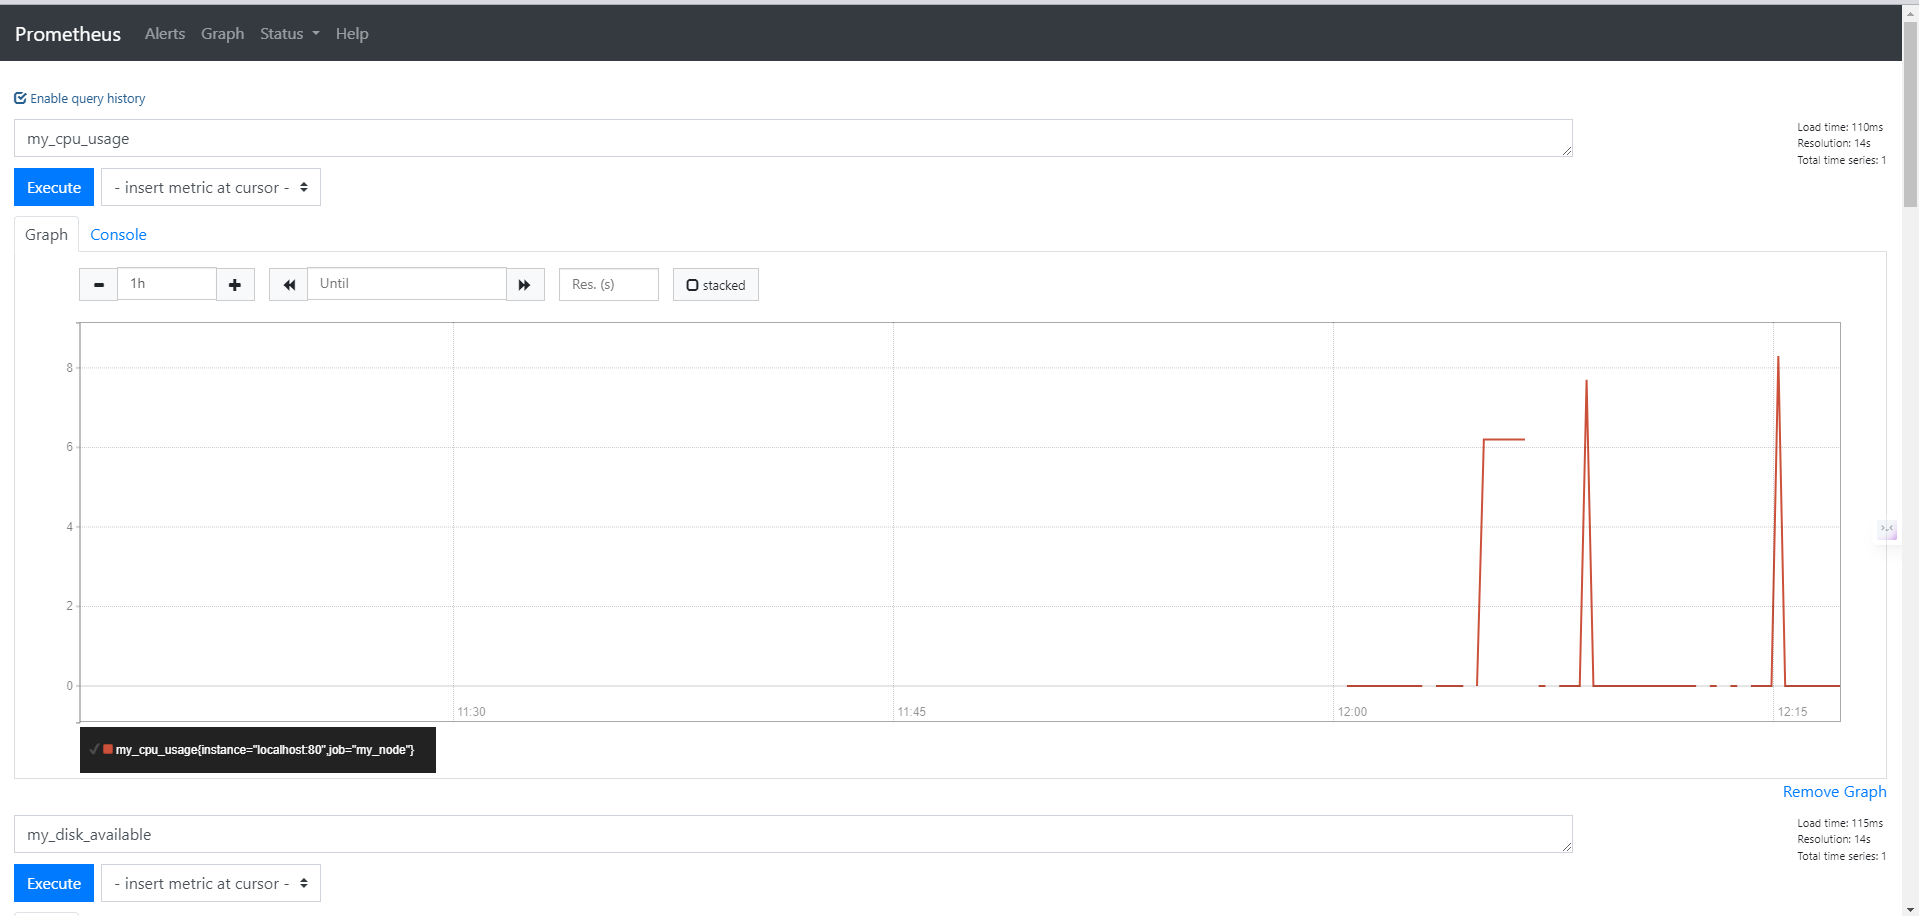 Prometheus Alerts Graph Status Help
Enable query history
my_cpu_usage
Load time: 110ms
Resolution: 14s
Total time series: 1
Execute - insert metric at cursor -
Graph Console
1h Until Res. (s) stacked
8
6
4
2
0
11:30 11:45 12:00 12:15
my_cpu_usage{instance="localhost:80",job="my_node"}
Remove Graph
my_disk_available
Load time: 115ms
Resolution: 14s
Total time series: 1
Execute - insert metric at cursor -